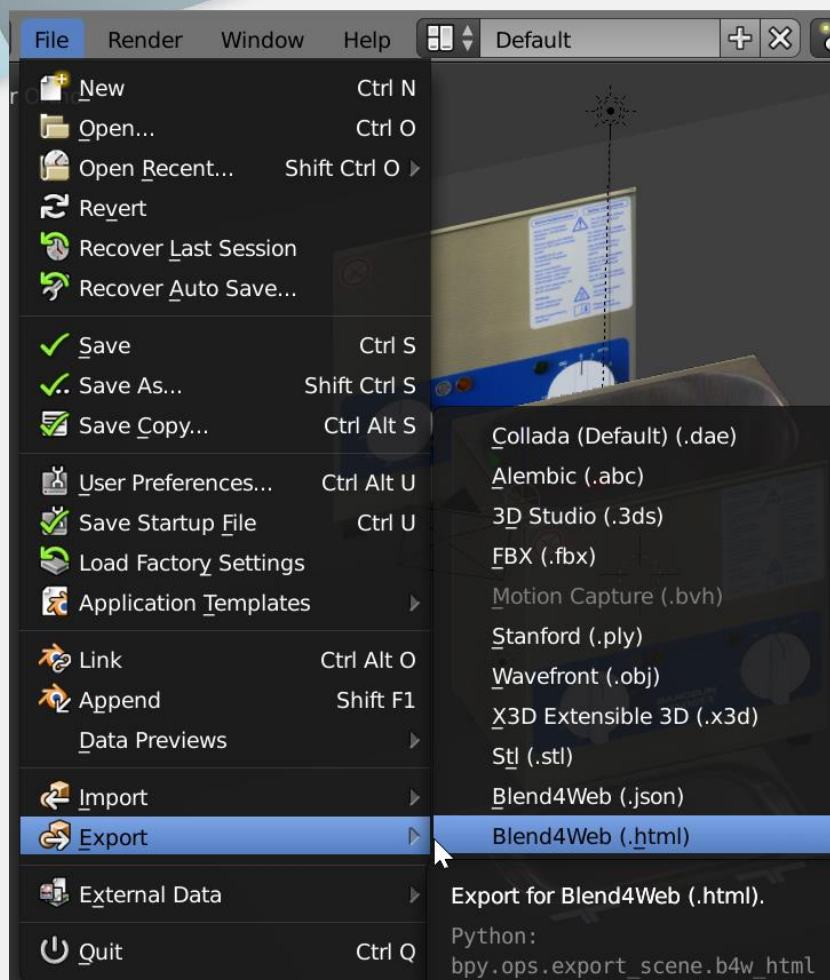 File Render Window Help Default
New Ctrl N
Open... Ctrl O
Open Recent... Shift Ctrl O
Revert
Recover Last Session
Recover Auto Save...
Save Ctrl S
Save As... Shift Ctrl S
Save Copy... Ctrl Alt S
User Preferences... Ctrl Alt U
Save Startup File Ctrl U
Load Factory Settings
Application Templates
Link Ctrl Alt O
Append Shift F1
Data Previews
Import
Export
External Data
Quit Ctrl Q
Collada (Default) (.dae)
Alembic (.abc)
3D Studio (.3ds)
FBX (.fbx)
Motion Capture (.bvh)
Stanford (.ply)
Wavefront (.obj)
X3D Extensible 3D (.x3d)
Stl (.stl)
Blend4Web (.json)
Blend4Web (.html)
Export for Blend4Web (.html).
Python:
bpy.ops.export_scene.b4w_html